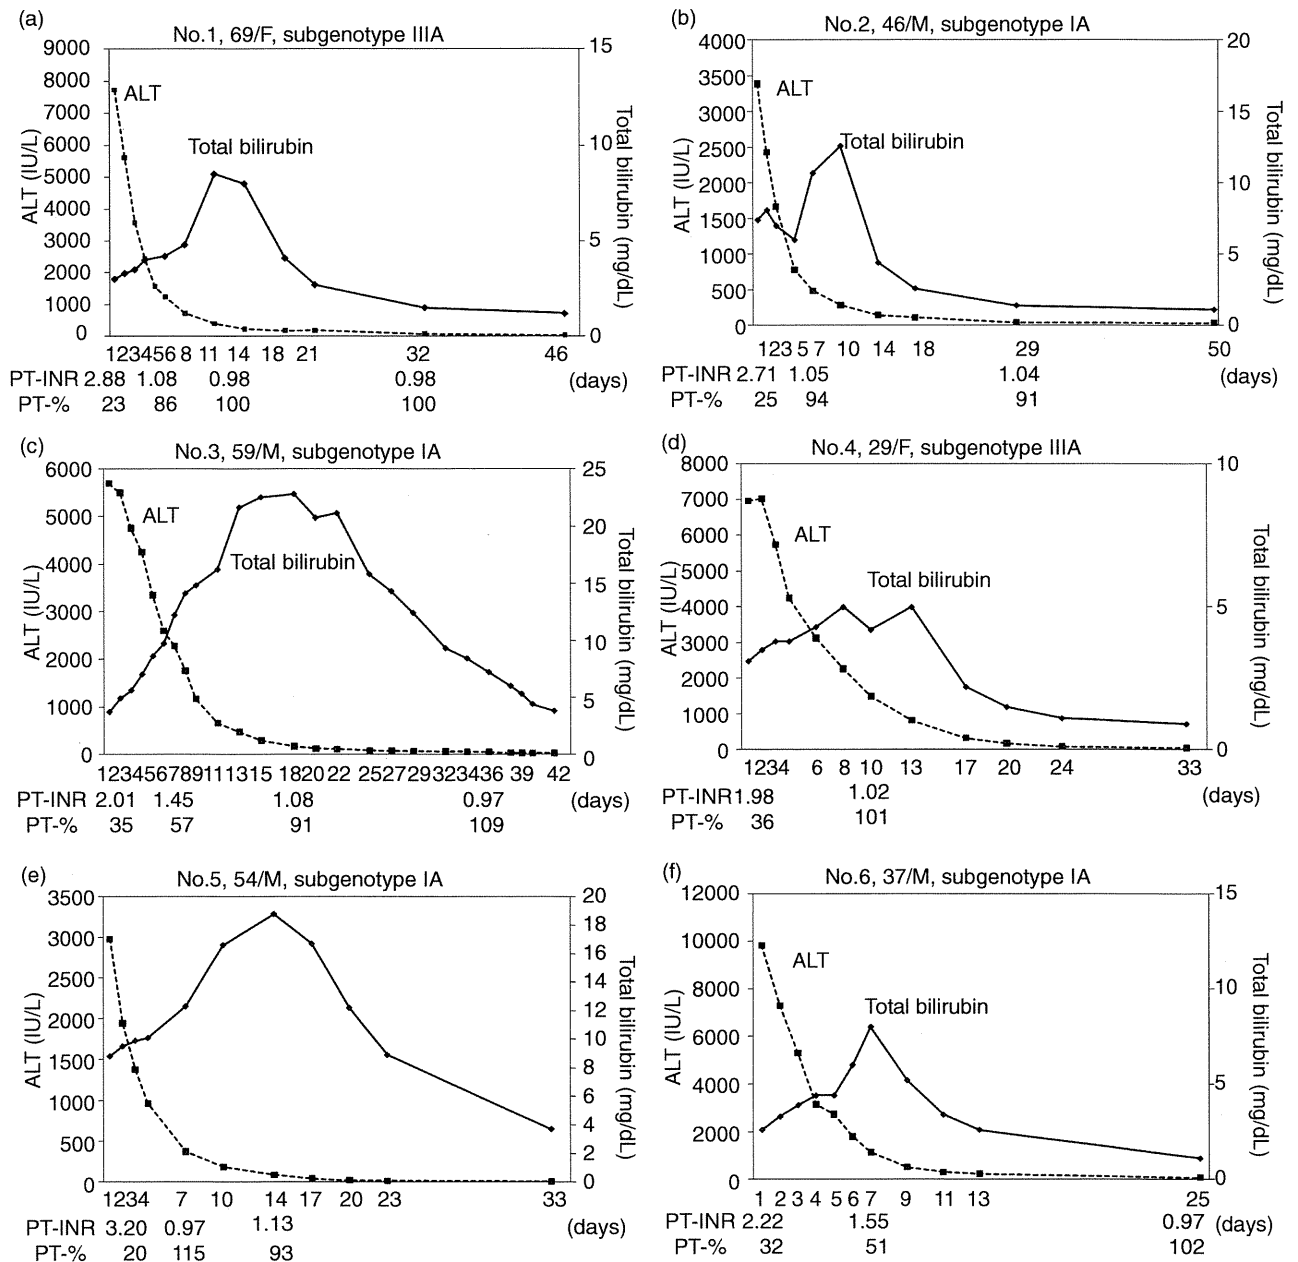 (a)
No.1, 69/F, subgenotype IIIA
9000
8000
7000
6000
5000
4000
3000
2000
1000
0
ALT (IU/L)
ALT
Total bilirubin
15
10
5
0
Total bilirubin (mg/dL)
123456 8 11 14 18 21 32 46
PT-INR 2.88 1.08 0.98 0.98 (days)
PT-% 23 86 100 100
(b)
No.2, 46/M, subgenotype IA
4000
3500
3000
2500
2000
1500
1000
500
0
ALT (IU/L)
ALT
Total bilirubin
20
15
10
5
0
Total bilirubin (mg/dL)
123 5 7 10 14 18 29 50
PT-INR 2.71 1.05 1.04 (days)
PT-% 25 94 91
(c)
No.3, 59/M, subgenotype IA
6000
5000
4000
3000
2000
1000
0
ALT (IU/L)
ALT
Total bilirubin
25
20
15
10
5
0
Total bilirubin (mg/dL)
123456789111315 1820 22 252729 323436 39 42
PT-INR 2.01 1.45 1.08 0.97 (days)
PT-% 35 57 91 109
(d)
No.4, 29/F, subgenotype IIIA
8000
7000
6000
5000
4000
3000
2000
1000
0
ALT (IU/L)
ALT
Total bilirubin
10
5
0
Total bilirubin (mg/dL)
1234 6 8 10 13 17 20 24 33
PT-INR 1.98 1.02 (days)
PT-% 36 101
(e)
No.5, 54/M, subgenotype IA
3500
3000
2500
2000
1500
1000
500
0
ALT (IU/L)
20
18
16
14
12
10
8
6
4
2
0
Total bilirubin (mg/dL)
1234 7 10 14 17 20 23 33
PT-INR 3.20 0.97 1.13 (days)
PT-% 20 115 93
(f)
No.6, 37/M, subgenotype IA
12000
10000
8000
6000
4000
2000
0
ALT (IU/L)
ALT
Total bilirubin
15
10
5
0
Total bilirubin (mg/dL)
1 2 3 4 5 6 7 9 11 13 25
PT-INR 2.22 1.55 0.97 (days)
PT-% 32 51 102